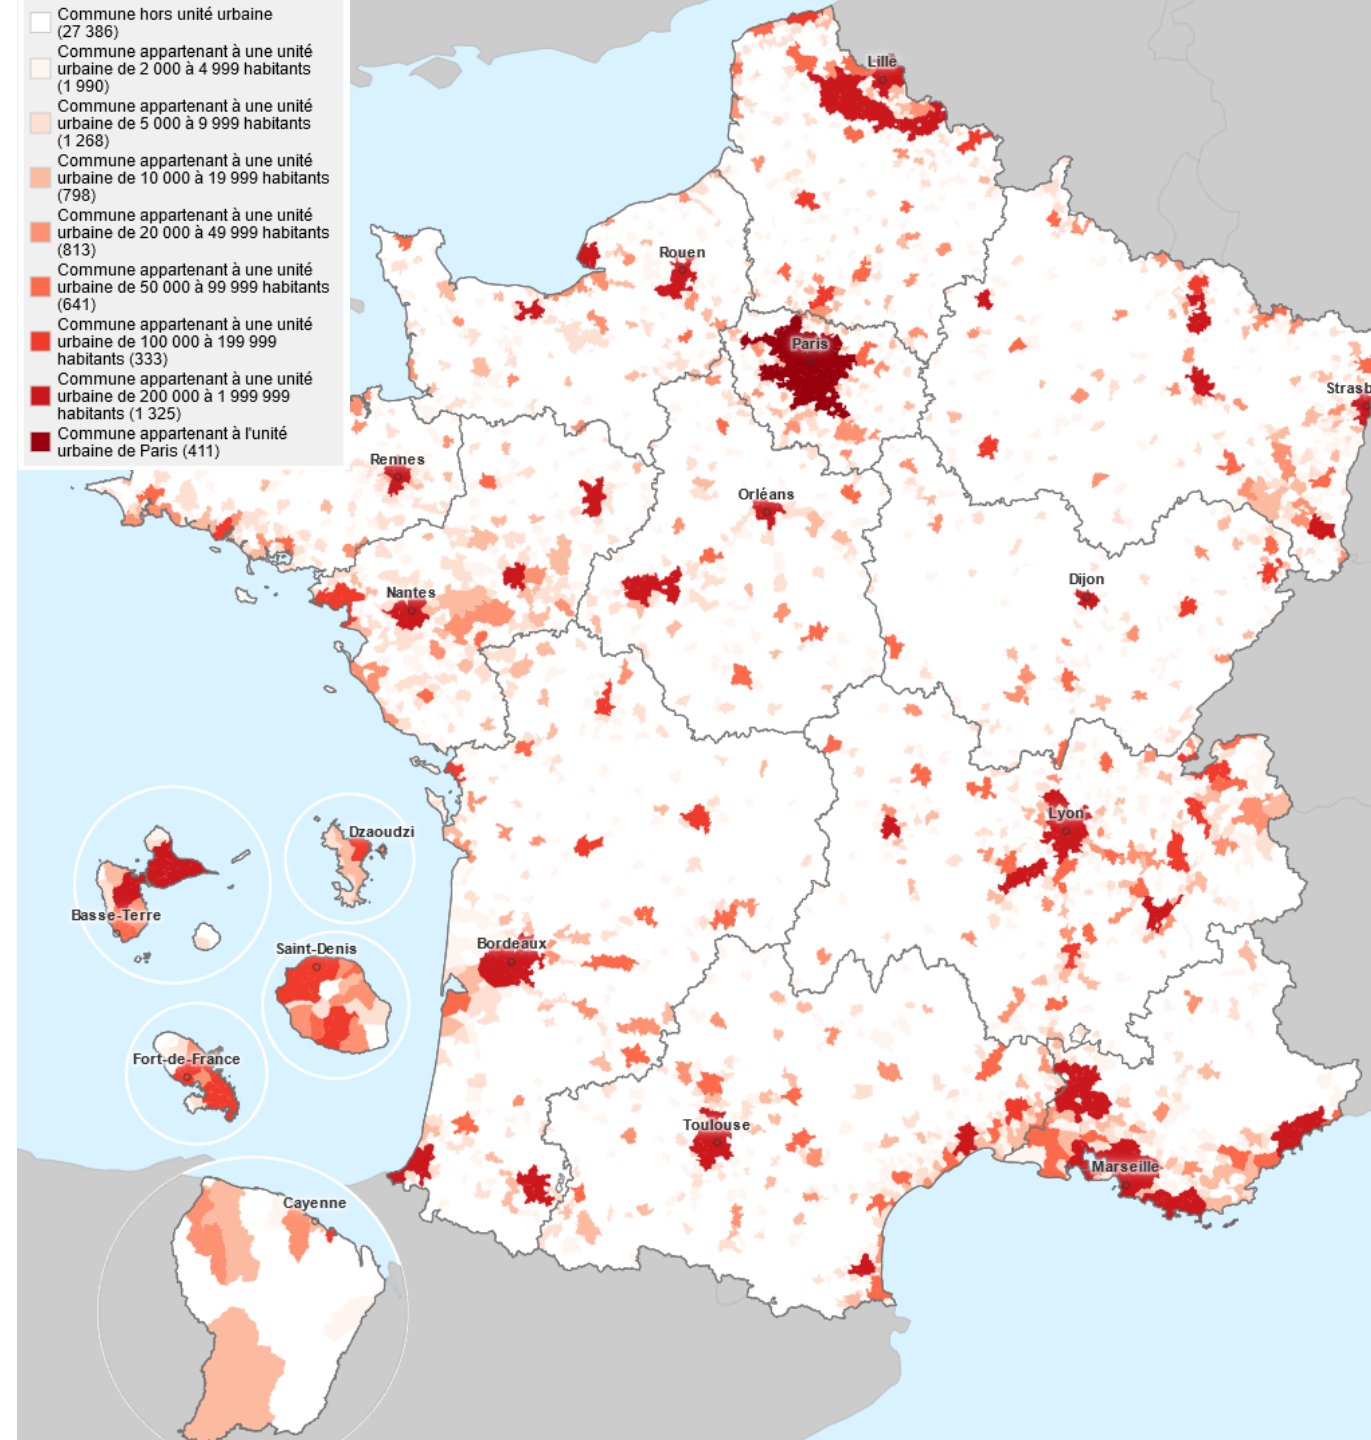 Commune hors unité urbaine
(27 386)
Commune appartenant à une unité
urbaine de 2 000 à 4 999 habitants
(1 990)
Commune appartenant à une unité
urbaine de 5 000 à 9 999 habitants
(1 268)
Commune appartenant à une unité
urbaine de 10 000 à 19 999 habitants
(798)
Commune appartenant à une unité
urbaine de 20 000 à 49 999 habitants
(813)
Commune appartenant à une unité
urbaine de 50 000 à 99 999 habitants
(641)
Commune appartenant à une unité
urbaine de 100 000 à 199 999
habitants (333)
Commune appartenant à une unité
urbaine de 200 000 à 1 999 999
habitants (1 325)
Commune appartenant à l'unité
urbaine de Paris (411)
Lille
Rouen
Paris
Strasb
Rennes
Orléans
Dijon
Nantes
Lyon
Dzaoudzi
Basse-Terre
Bordeaux
Saint-Denis
Fort-de-France
Toulouse
Marseille
Cayenne